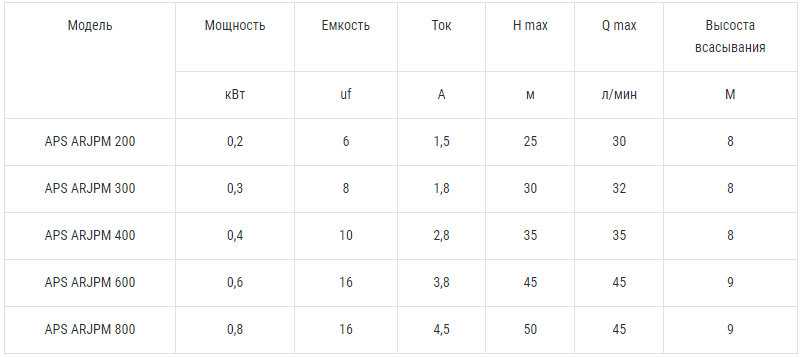 Модель Мощность Емкость Ток H max Q max Высоста
всасывания
кВт uf А м л/мин М
APS ARJPM 200 0,2 6 1,5 25 30 8
APS ARJPM 300 0,3 8 1,8 30 32 8
APS ARJPM 400 0,4 10 2,8 35 35 8
APS ARJPM 600 0,6 16 3,8 45 45 9
APS ARJPM 800 0,8 16 4,5 50 45 9